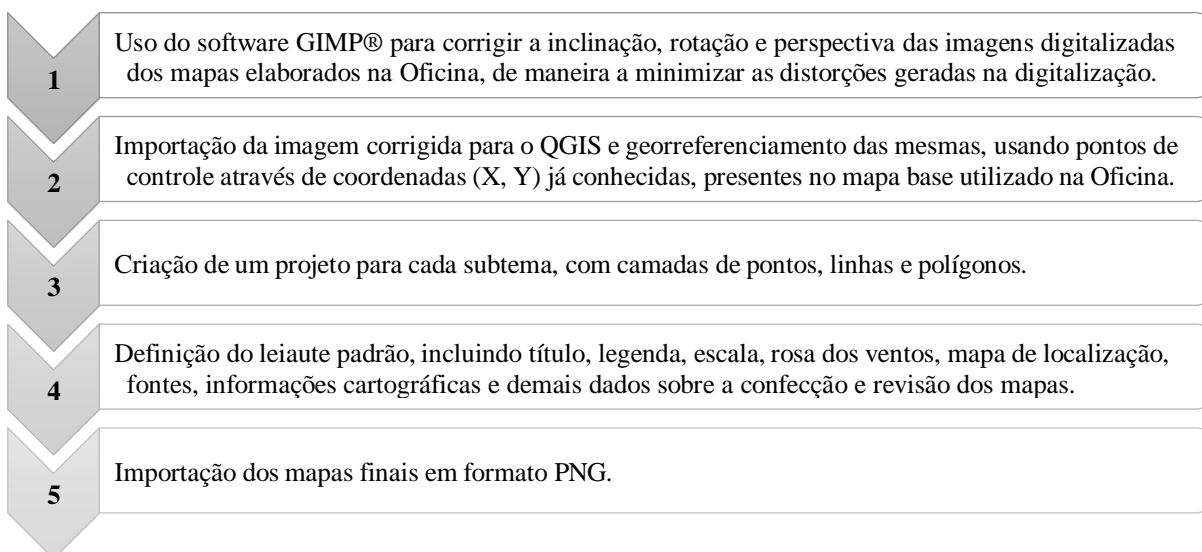 1
Uso do software GIMP® para corrigir a inclinação, rotação e perspectiva das imagens digitalizadas
dos mapas elaborados na Oficina, de maneira a minimizar as distorções geradas na digitalização.
2
Importação da imagem corrigida para o QGIS e georreferenciamento das mesmas, usando pontos de
controle através de coordenadas (X, Y) já conhecidas, presentes no mapa base utilizado na Oficina.
3
Criação de um projeto para cada subtema, com camadas de pontos, linhas e polígonos.
4
Definição do leiaute padrão, incluindo título, legenda, escala, rosa dos ventos, mapa de localização,
fontes, informações cartográficas e demais dados sobre a confecção e revisão dos mapas.
5
Importação dos mapas finais em formato PNG.